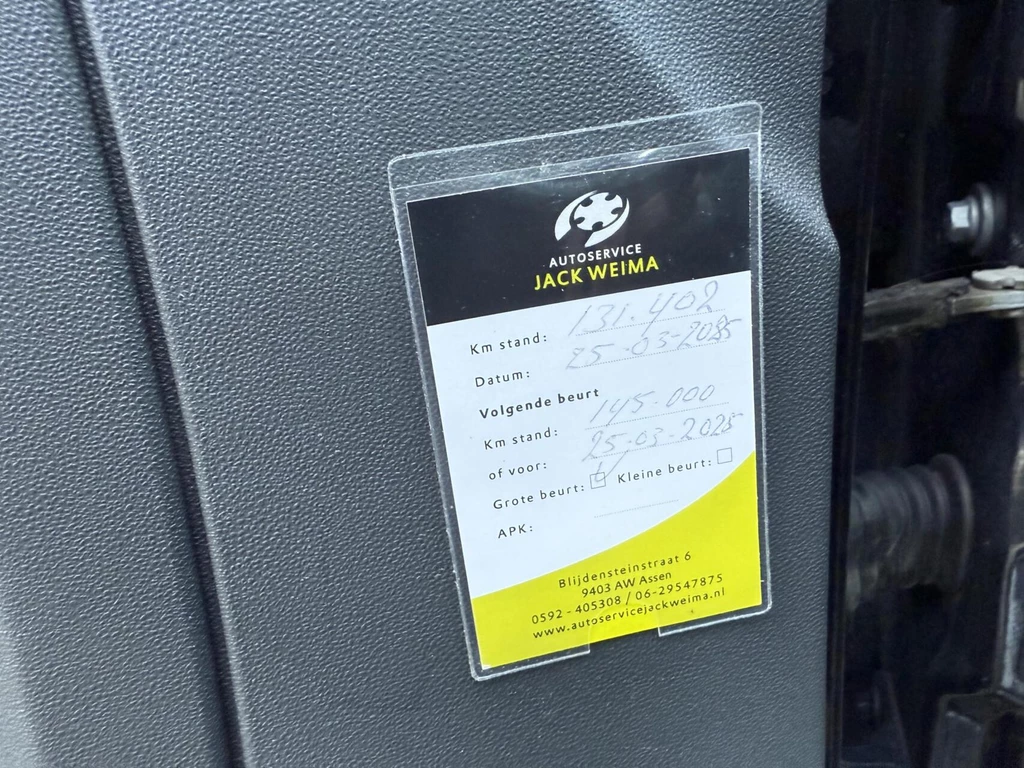 AUTOSERVICE
JACK WEIMA
Km stand: 131.402
Datum: 25-03-2025
Volgende beurt
Km stand: 145.000
of voor: 25-03-2025
Grote beurt: Kleine beurt:
APK:
Blijdensteinstraat 6
9403 AW Assen
0592 - 405308 / 06-29547875
www.autoservicejackweima.nl